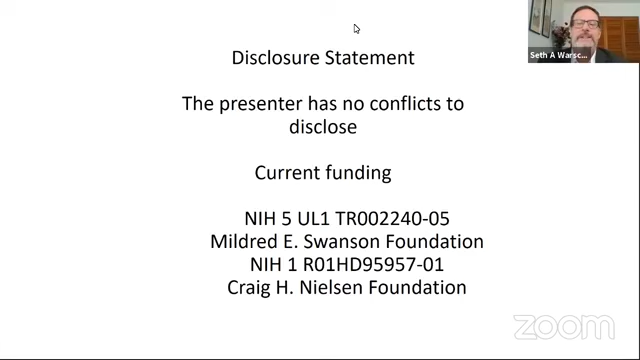 Disclosure Statement
The presenter has no conflicts to
disclose
Current funding
NIH 5 UL1 TR002240-05
Mildred E. Swanson Foundation
NIH 1 R01HD95957-01
Craig H. Nielsen Foundation
Seth A Warsc...
zoom